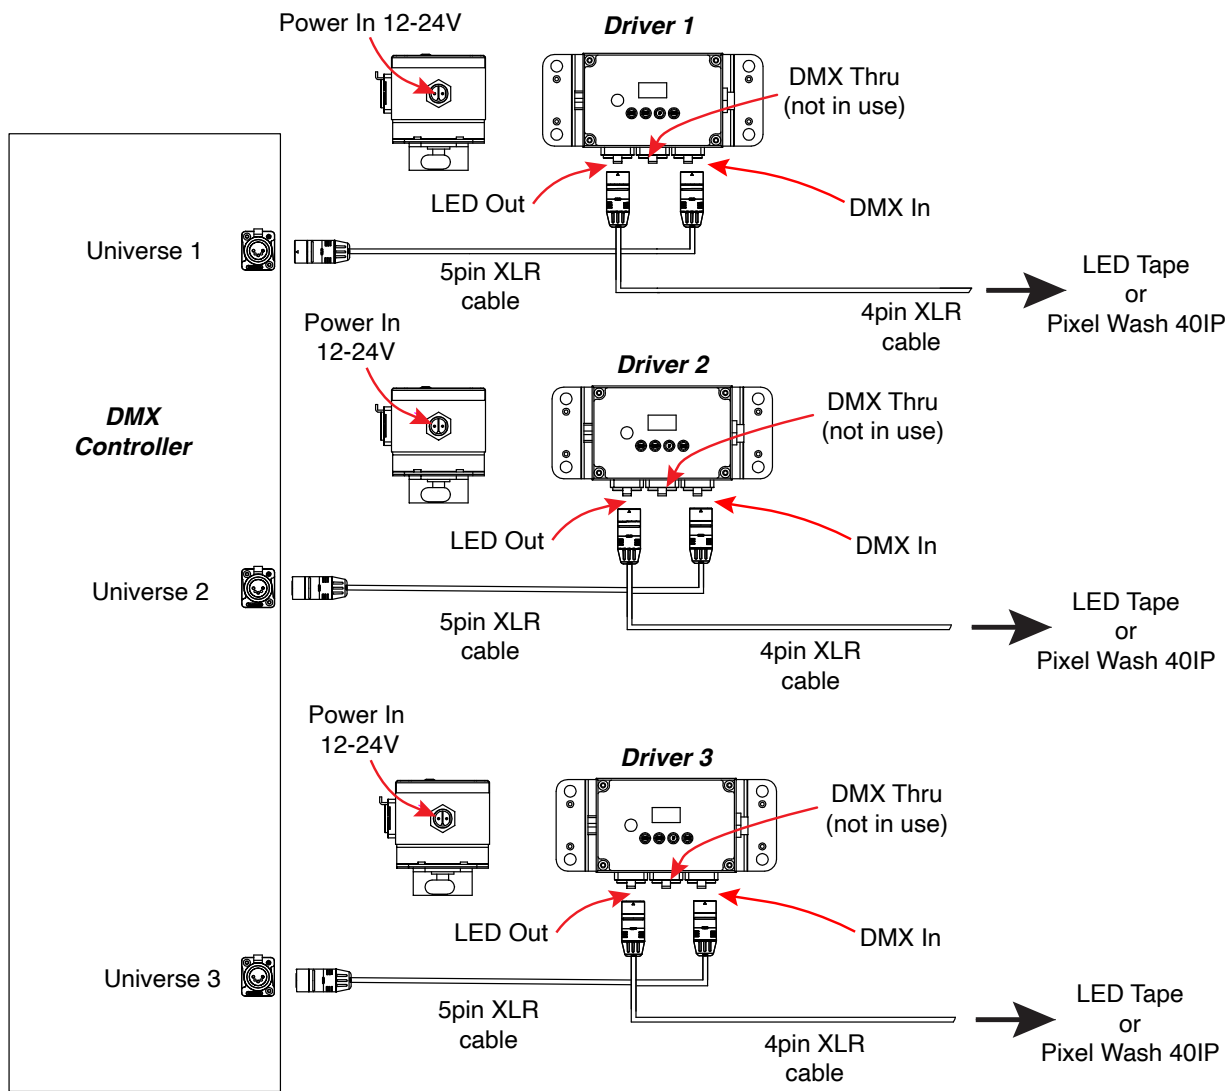 Power In 12-24V
Driver 1
DMX Thru
(not in use)
LED Out
DMX In
Universe 1
5pin XLR
cable
4pin XLR
cable
LED Tape
or
Pixel Wash 40IP
DMX
Controller
Power In
12-24V
Driver 2
DMX Thru
(not in use)
LED Out
DMX In
Universe 2
5pin XLR
cable
4pin XLR
cable
LED Tape
or
Pixel Wash 40IP
Power In
12-24V
Driver 3
DMX Thru
(not in use)
LED Out
DMX In
Universe 3
5pin XLR
cable
4pin XLR
cable
LED Tape
or
Pixel Wash 40IP